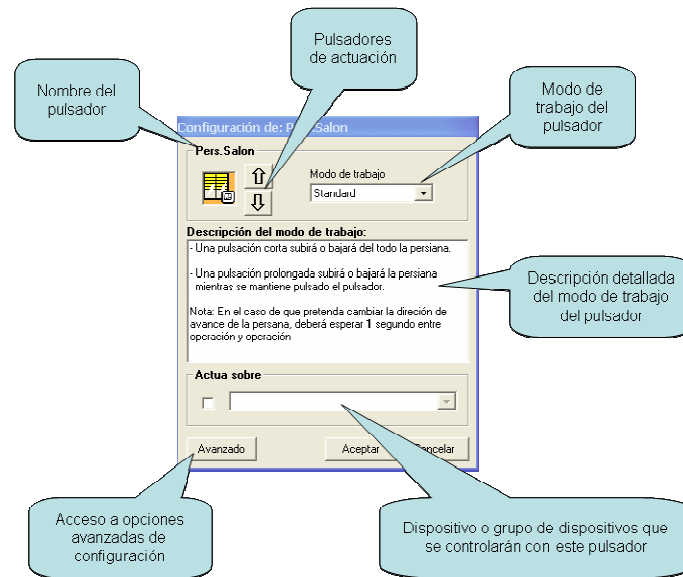 Pulsadores
de actuación
Nombre del
pulsador
Modo de
trabajo del
pulsador
Configuración de: Pers.Salon
Pers.Salon
Modo de trabajo
Standard
Descripción del modo de trabajo:
- Una pulsación corta subirá o bajará del todo la persiana.
- Una pulsación prolongada subirá o bajará la persiana
mientras se mantiene pulsado el pulsador.
Nota: En el caso de que pretenda cambiar la direción de
avance de la persana, deberá esperar 1 segundo entre
operación y operación
Descripción detallada
del modo de trabajo
del pulsador
Actua sobre
Avanzado
Aceptar
Cancelar
Acceso a opciones
avanzadas de
configuración
Dispositivo o grupo de dispositivos que
se controlarán con este pulsador